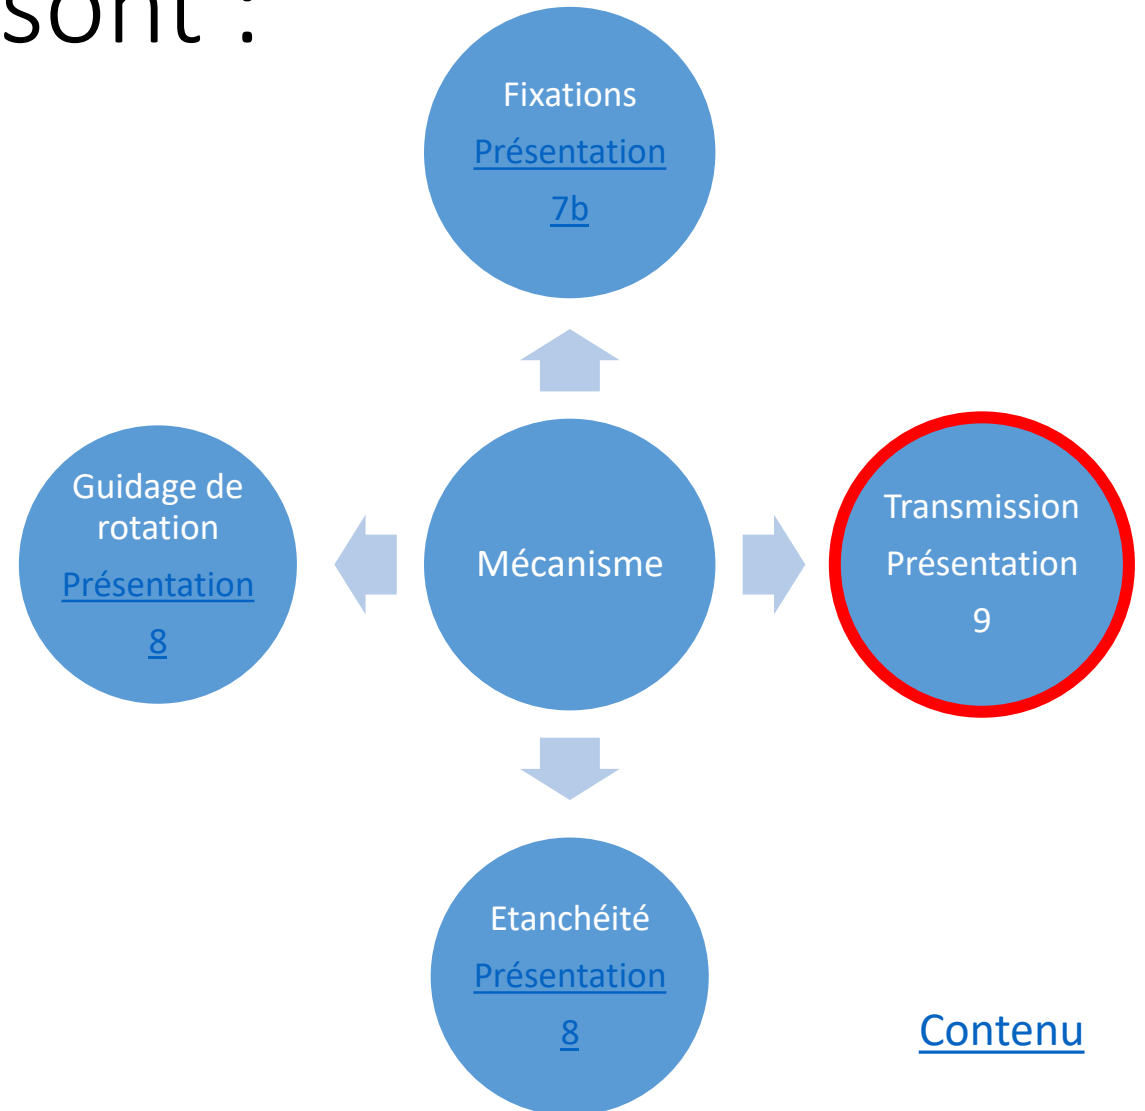 sont :
Fixations
Présentation
7b
Guidage de
rotation
Présentation
8
Mécanisme
Transmission
Présentation
9
Etanchéité
Présentation
8
Contenu